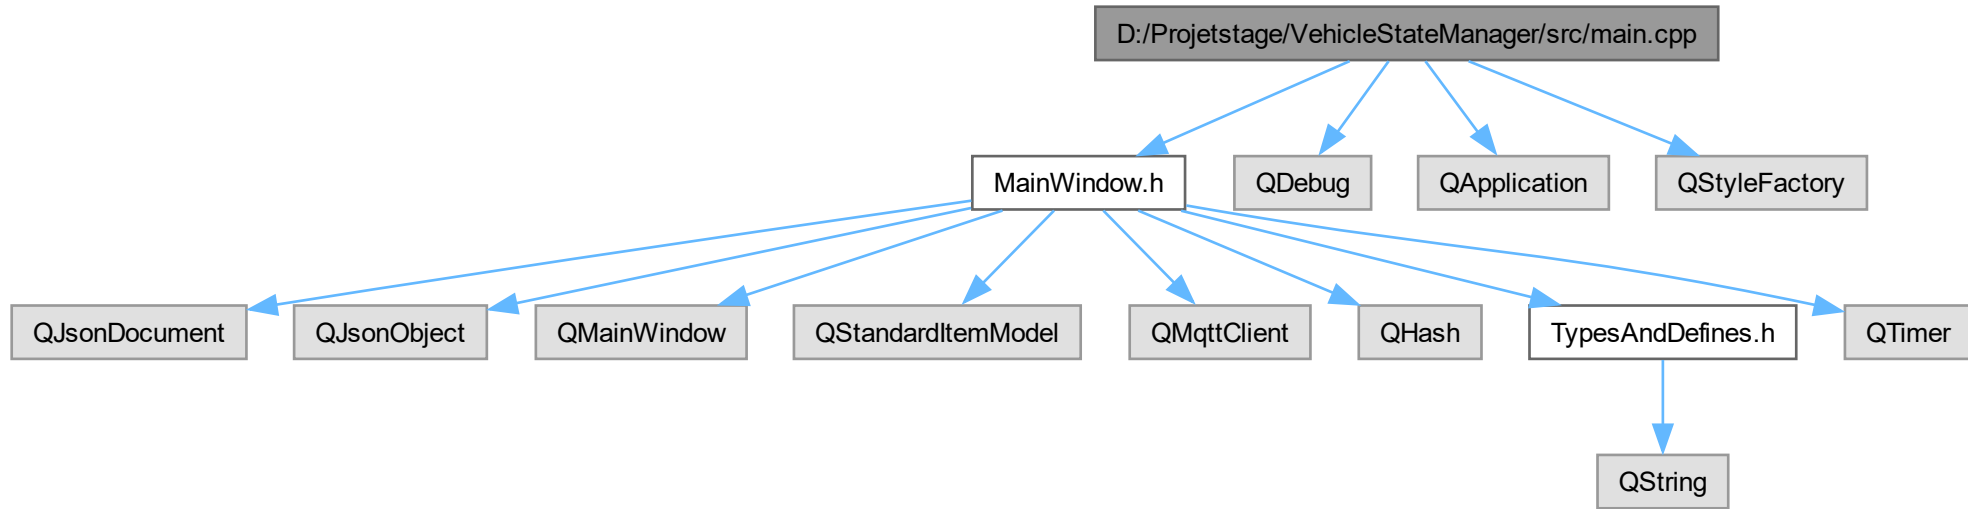 D:/Projetstage/VehicleStateManager/src/main.cpp
MainWindow.h
QDebug
QApplication
QStyleFactory
QJsonDocument
QJsonObject
QMainWindow
QStandardItemModel
QMqttClient
QHash
TypesAndDefines.h
QTimer
QString